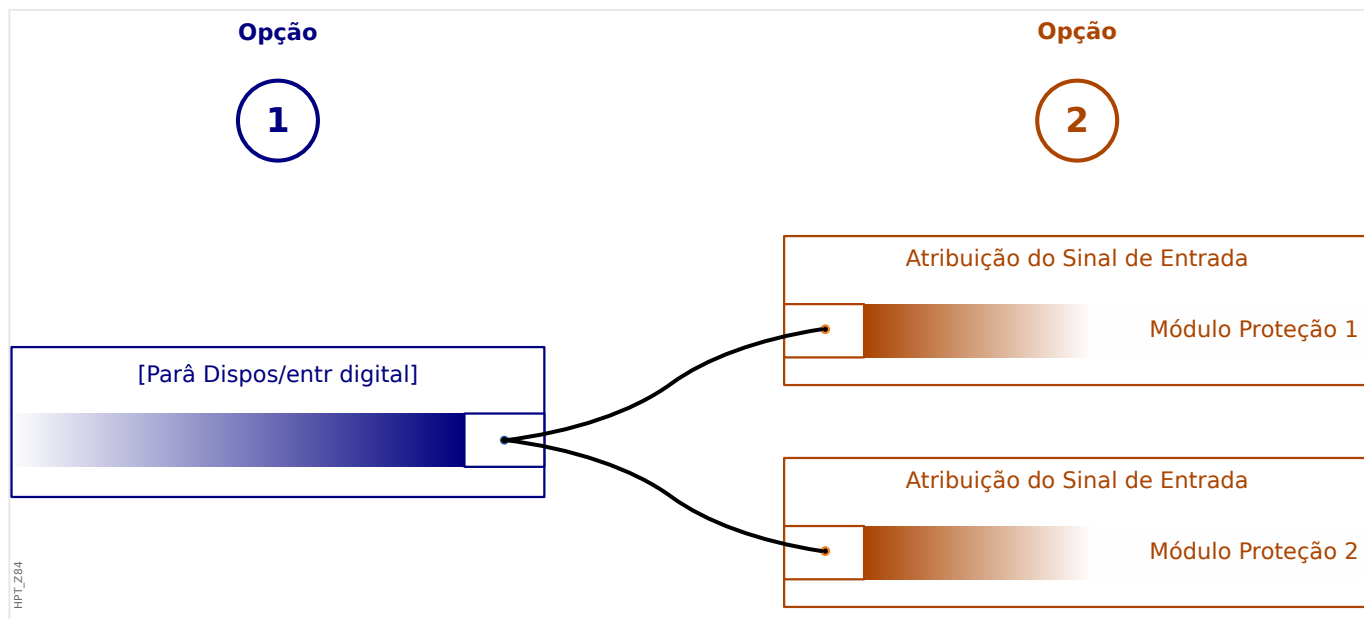 Opção
1
Opção
2
[Parâ Dispos/entr digital]
Atribuição do Sinal de Entrada
Módulo Proteção 1
Atribuição do Sinal de Entrada
Módulo Proteção 2
HPT_Z84